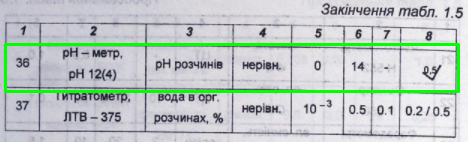 Закінчення табл. 1.5
1 2 3 4 5 6 7 8
36 рН – метр, рН 12(4) рН розчинів нерівн. 0 14 -
37 Титратометр, ЛТВ – 375 вода в орг. розчинах, % нерівн. 10 ⁻³ 0.5 0.1 0.2 / 0.5